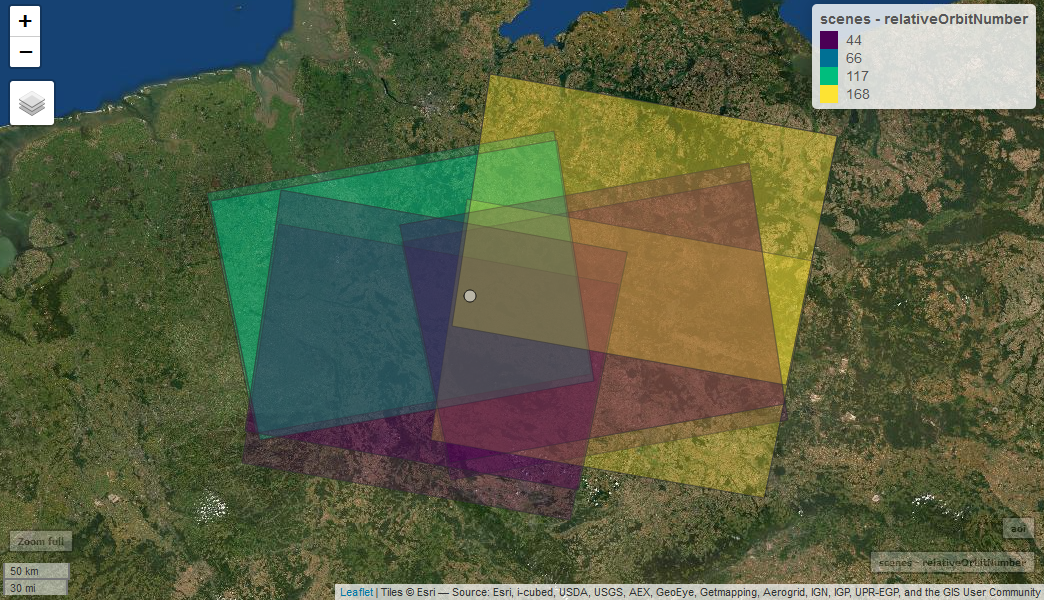 +
−
scenes - relativeOrbitNumber
44
66
117
168
Zoom full
50 km
30 mi
aoi
scenes - relativeOrbitNumber
Leaflet | Tiles © Esri — Source: Esri, i-cubed, USDA, USGS, AEX, GeoEye, Getmapping, Aerogrid, IGN, IGP, UPR-EGP, and the GIS User Community